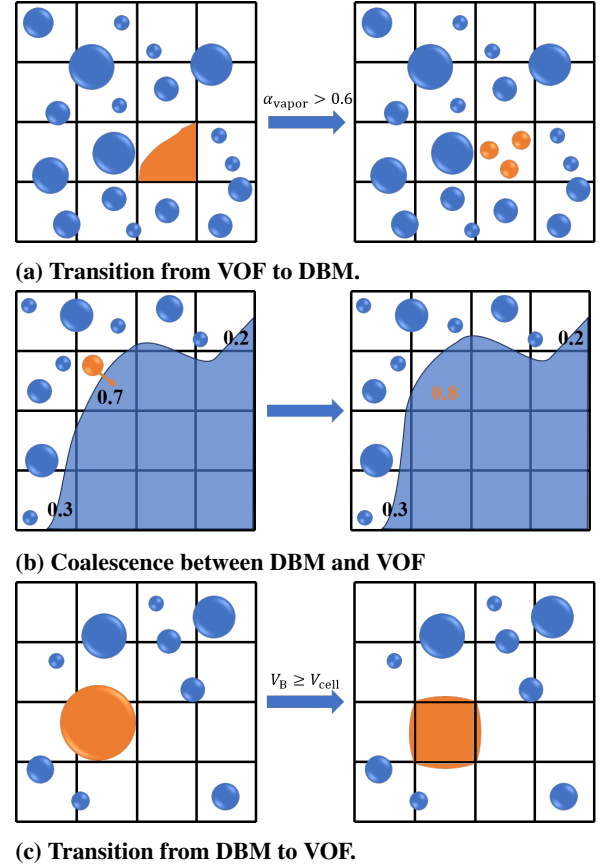 α_vapor > 0.6
(a) Transition from VOF to DBM.
0.2
0.7
0.3
0.2
0.8
0.3
(b) Coalescence between DBM and VOF
V_B ≥ V_cell
(c) Transition from DBM to VOF.